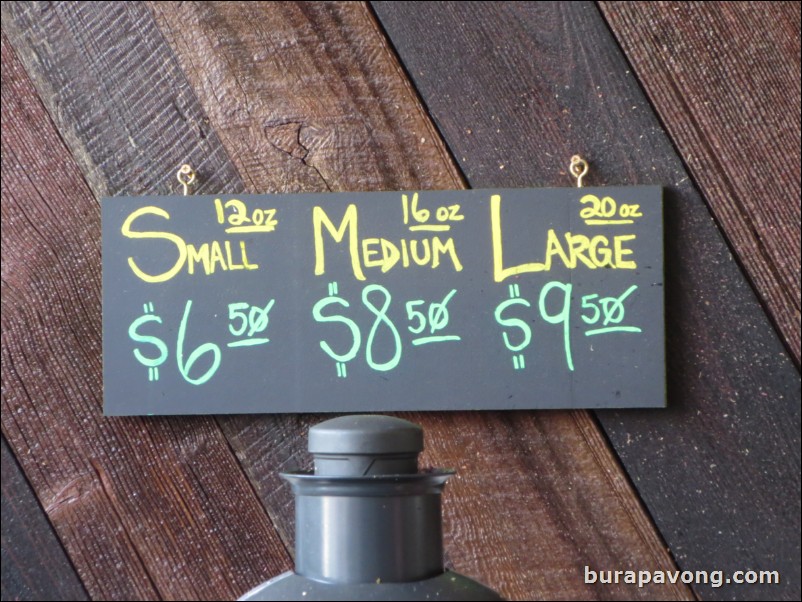 12 oz 16 oz 20 oz
SMALL MEDIUM LARGE
$6 50 $8 50 $9 50
burapavong.com